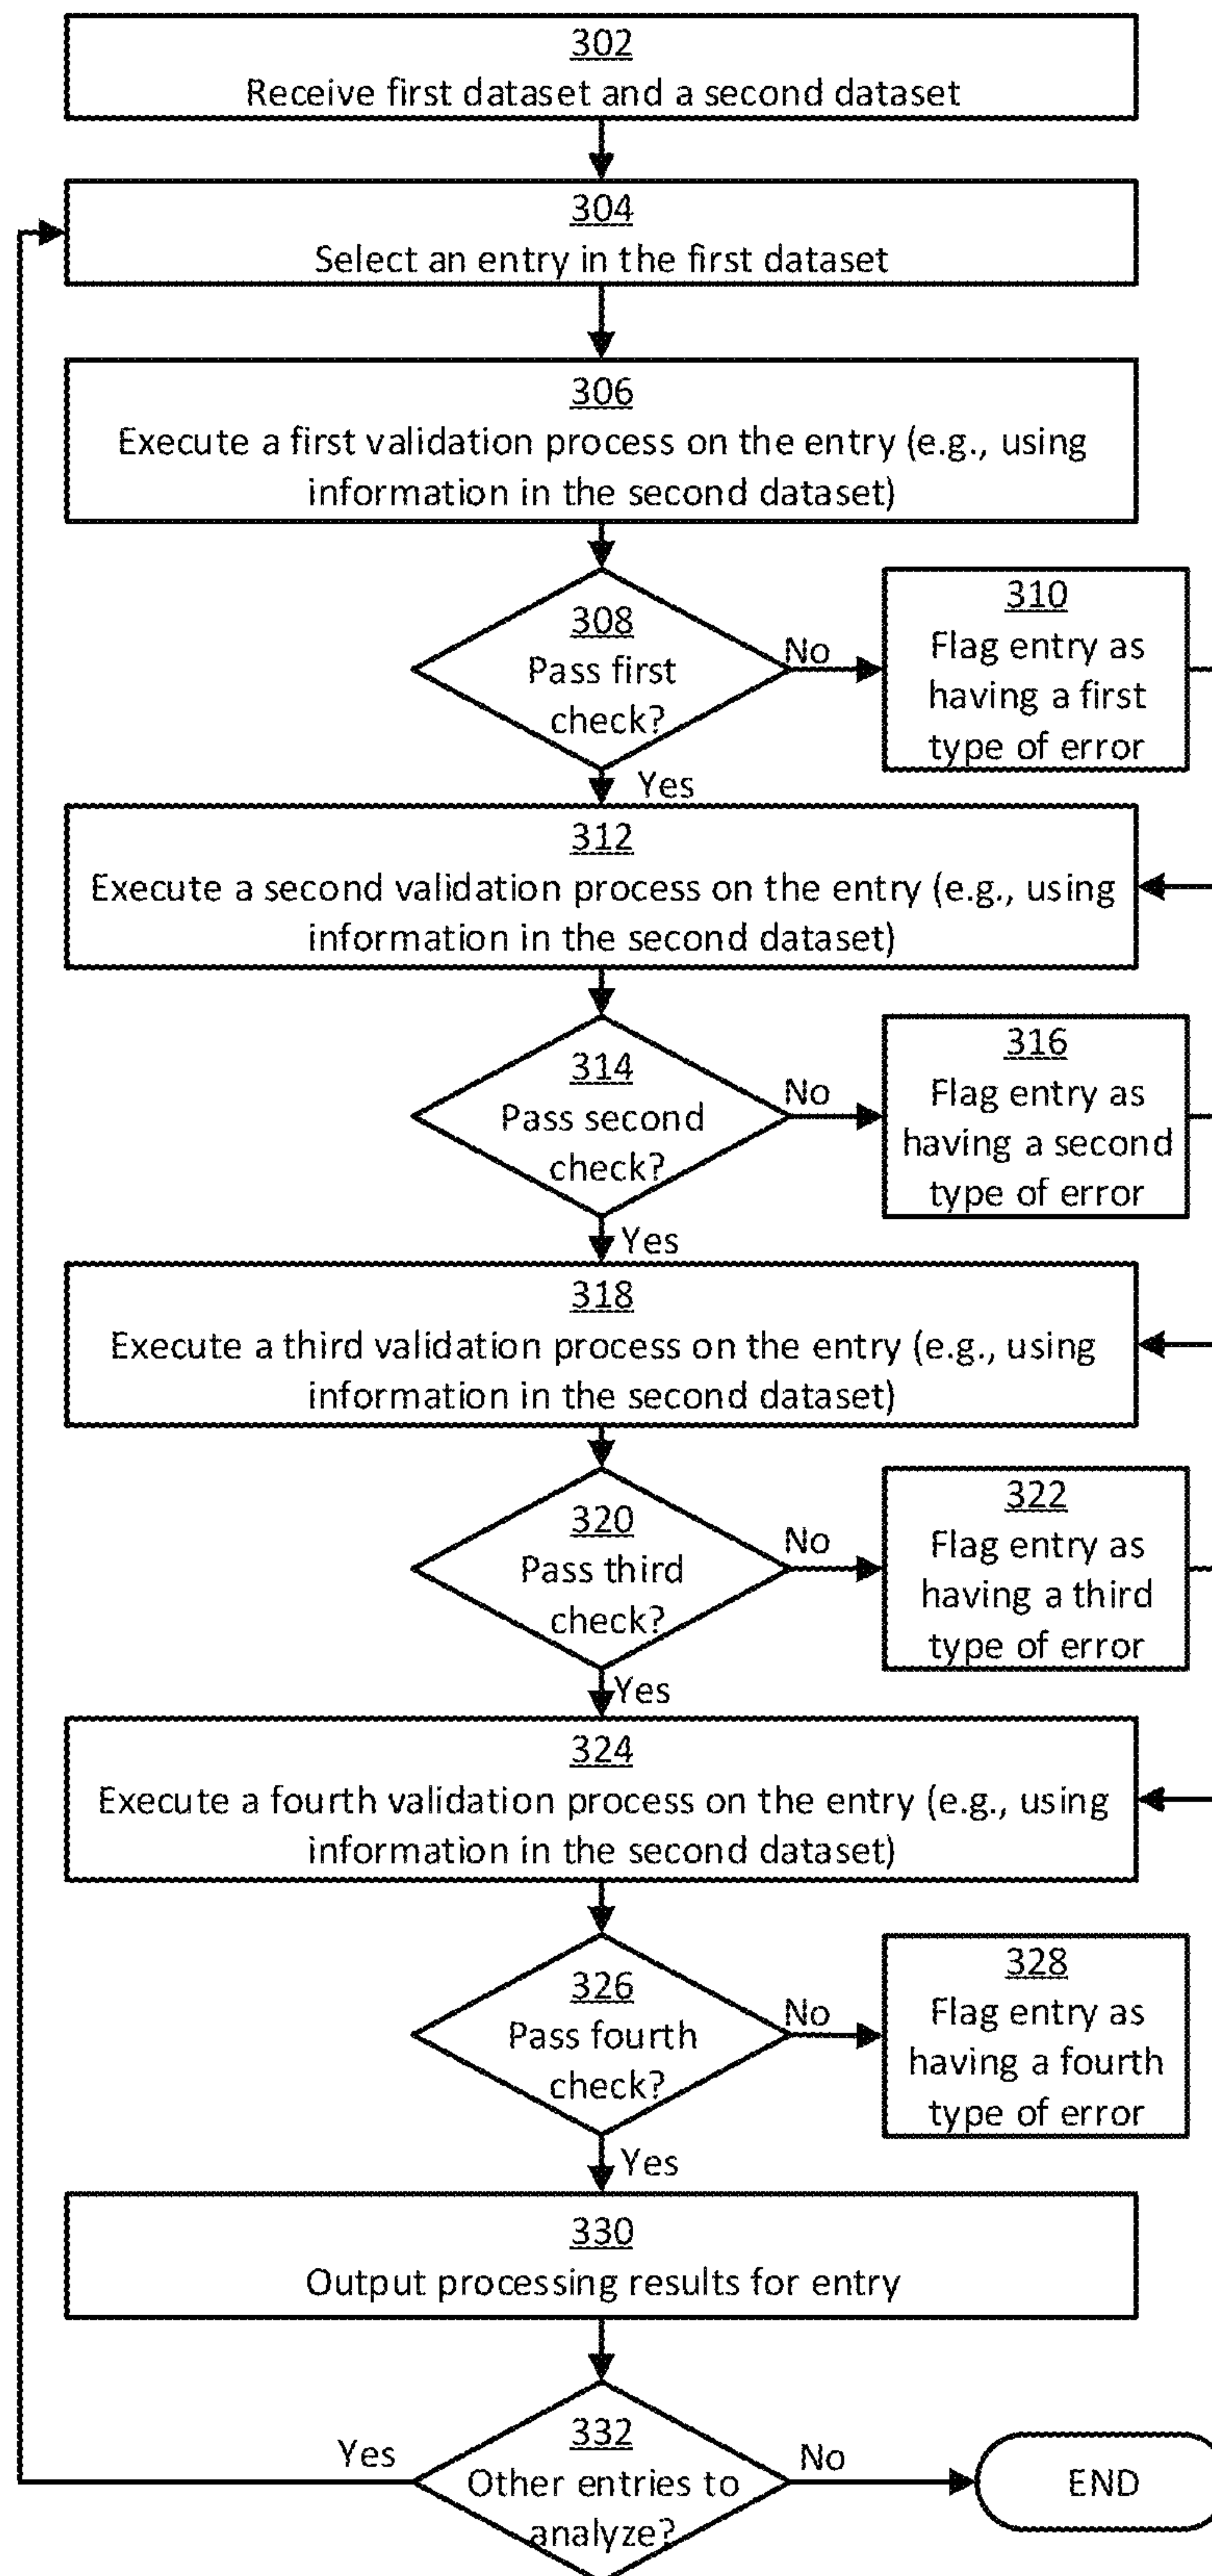 302
Receive first dataset and a second dataset
304
Select an entry in the first dataset
306
Execute a first validation process on the entry (e.g., using
information in the second dataset)
308
Pass first
check?
No
310
Flag entry as
having a first
type of error
Yes
312
Execute a second validation process on the entry (e.g., using
information in the second dataset)
314
Pass second
check?
No
316
Flag entry as
having a second
type of error
Yes
318
Execute a third validation process on the entry (e.g., using
information in the second dataset)
320
Pass third
check?
No
322
Flag entry as
having a third
type of error
Yes
324
Execute a fourth validation process on the entry (e.g., using
information in the second dataset)
326
Pass fourth
check?
No
328
Flag entry as
having a fourth
type of error
Yes
330
Output processing results for entry
332
Other entries to
analyze?
Yes
No
END